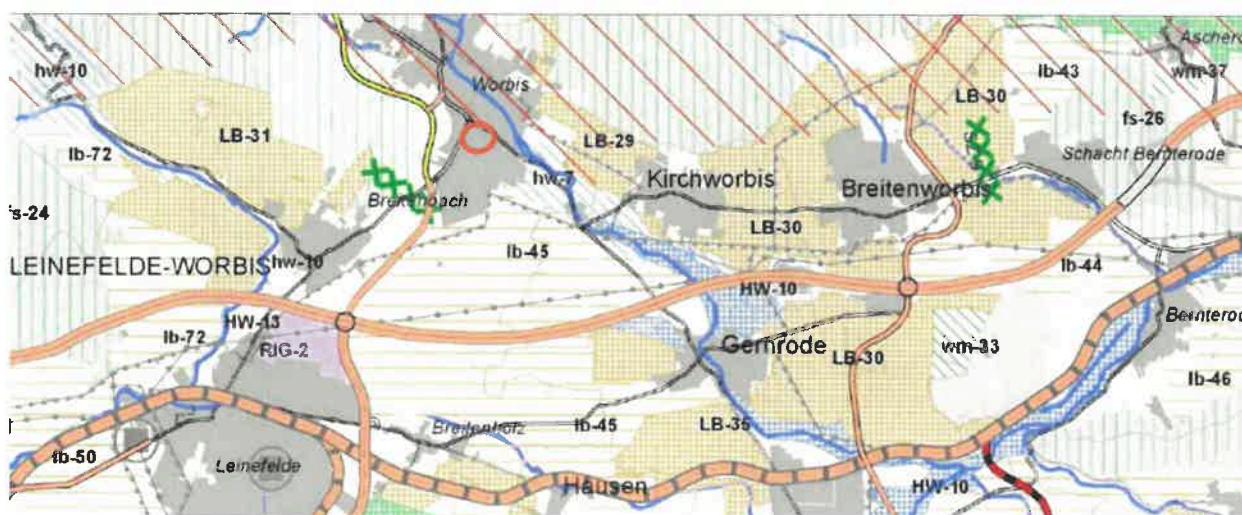 Ascherod
hw-10
Worbis
lb-43
wm-37
LB-30
LB-31
LB-29
fs-26
lb-72
Schacht Bernterode
hw-7
Kirchworbis
Breitenworbis
Breitenbach
fs-24
LB-30
lb-45
LEINEFELDE-WORBIS
hw-10
lb-44
HW-10
HW-13
Bernterod
lb-72
RIG-2
Gernrode
LB-30
lb-46
lb-45
LB-35
Breitenholz
lb-50
Leinefelde
Hausen
HW-10